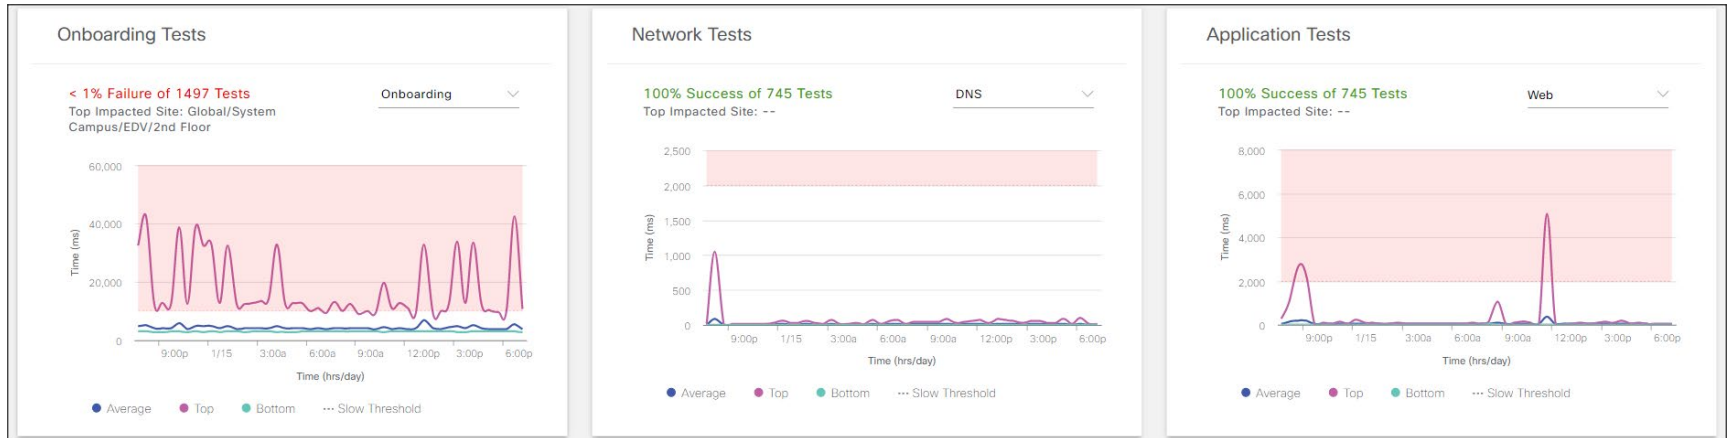 Onboarding Tests
< 1% Failure of 1497 Tests
Top Impacted Site: Global/System
Campus/EDV/2nd Floor
Onboarding
60,000
40,000
20,000
0
Time (ms)
9:00p 1/15 3:00a 6:00a 9:00a 12:00p 3:00p 6:00p
Time (hrs/day)
Average Top Bottom --- Slow Threshold
Network Tests
100% Success of 745 Tests
Top Impacted Site: --
DNS
2,500
2,000
1,500
1,000
500
0
Time (ms)
9:00p 1/15 3:00a 6:00a 9:00a 12:00p 3:00p 6:00p
Time (hrs/day)
Average Top Bottom --- Slow Threshold
Application Tests
100% Success of 745 Tests
Top Impacted Site: --
Web
8,000
6,000
4,000
2,000
0
Time (ms)
9:00p 1/15 3:00a 6:00a 9:00a 12:00p 3:00p 6:00p
Time (hrs/day)
Average Top Bottom --- Slow Threshold